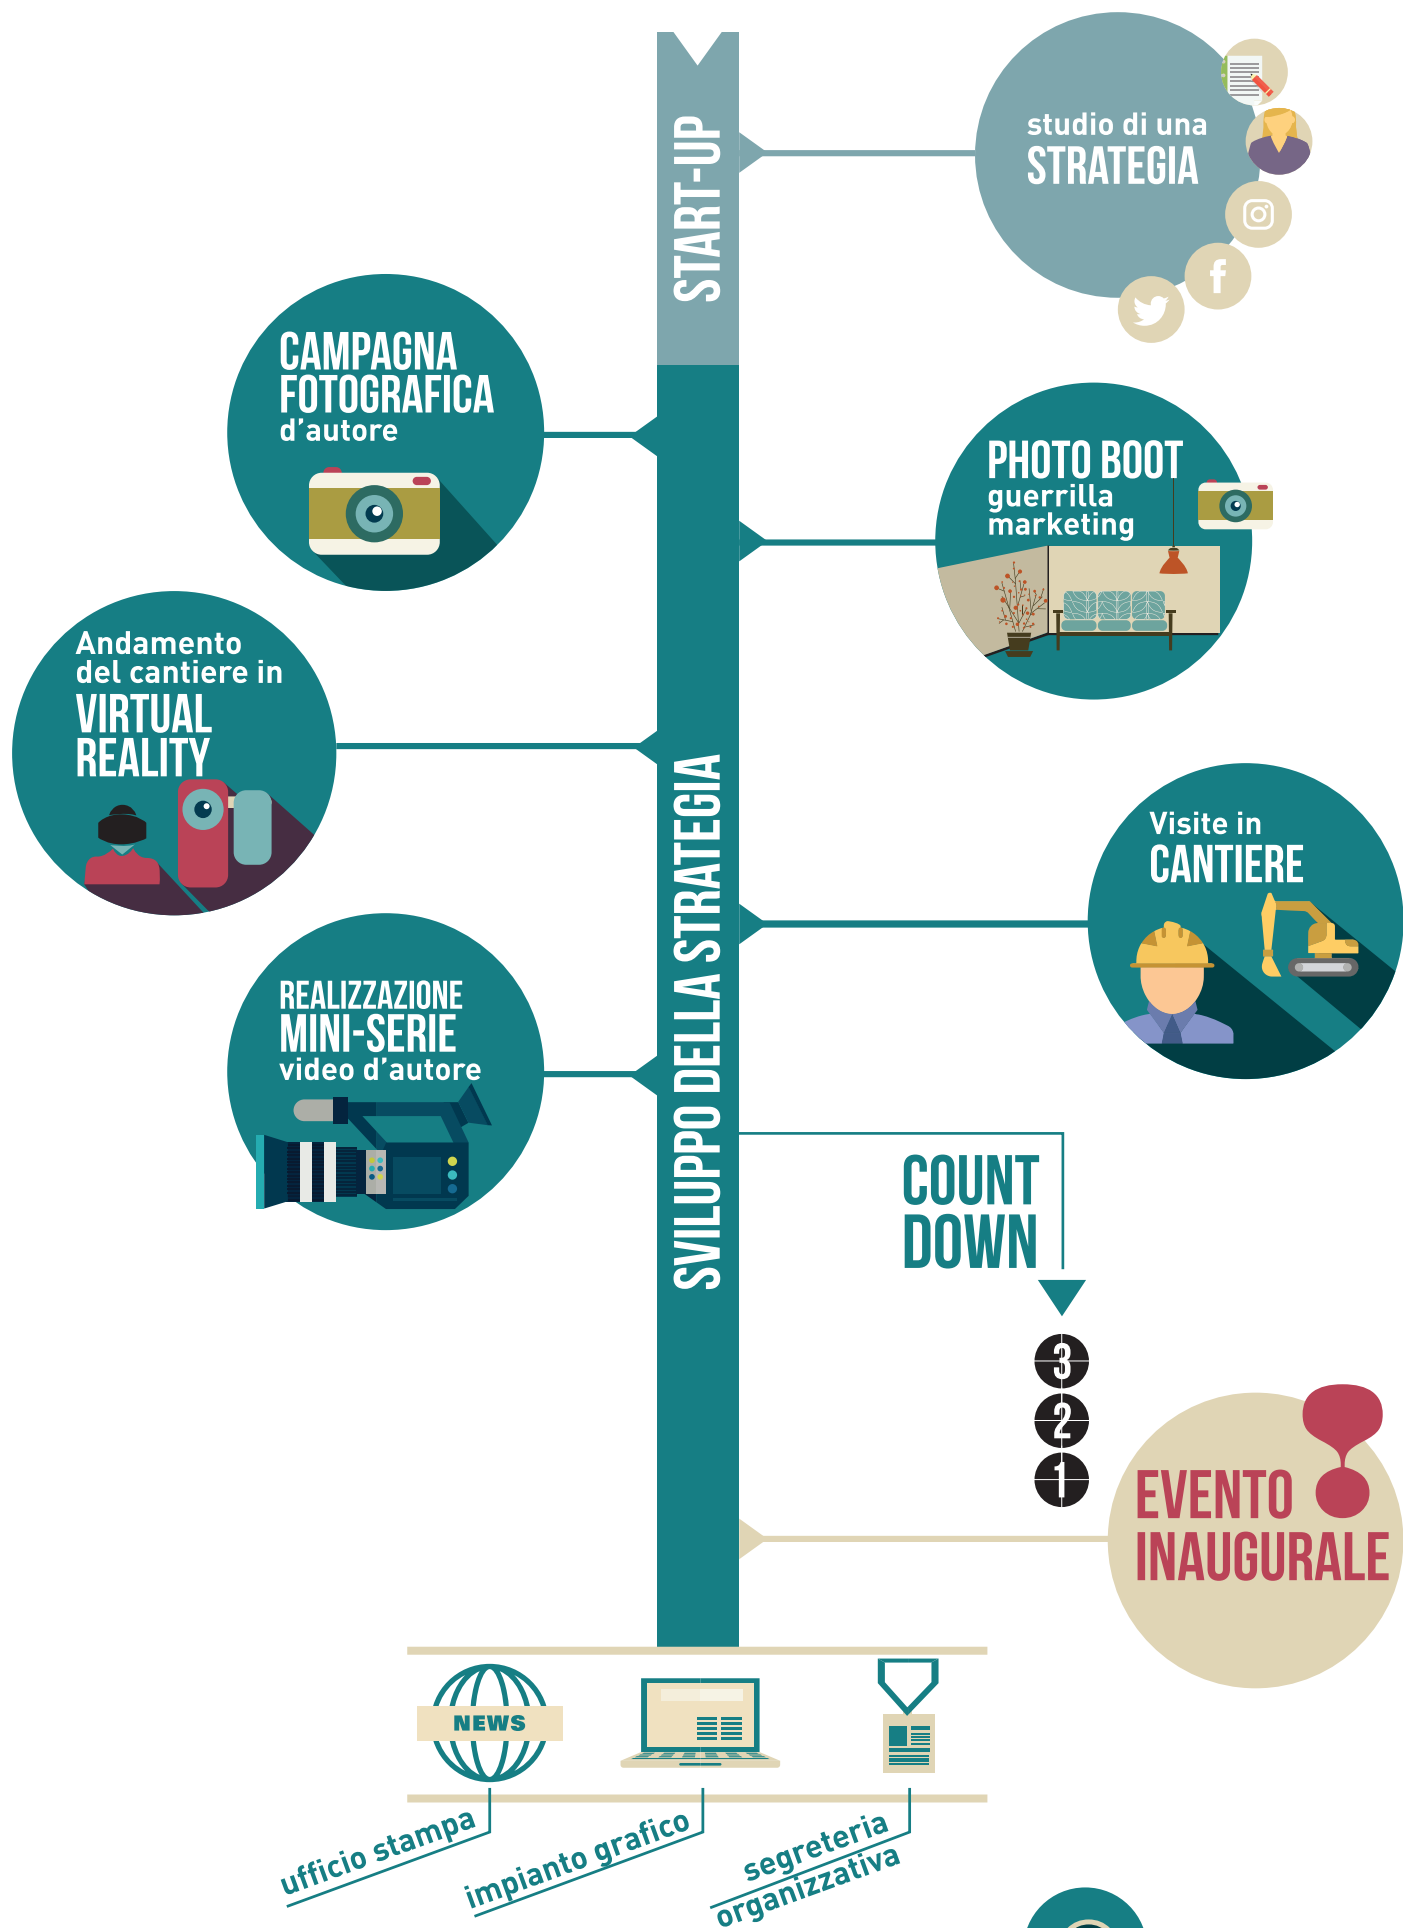 START-UP
studio di una
STRATEGIA
CAMPAGNA
FOTOGRAFICA
d'autore
PHOTO BOOT
guerrilla
marketing
Andamento
del cantiere in
VIRTUAL
REALITY
SVILUPPO DELLA STRATEGIA
Visite in
CANTIERE
REALIZZAZIONE
MINI-SERIE
video d'autore
COUNT
DOWN
3
2
1
EVENTO
INAUGURALE
NEWS
ufficio stampa
impianto grafico
segreteria
organizzativa